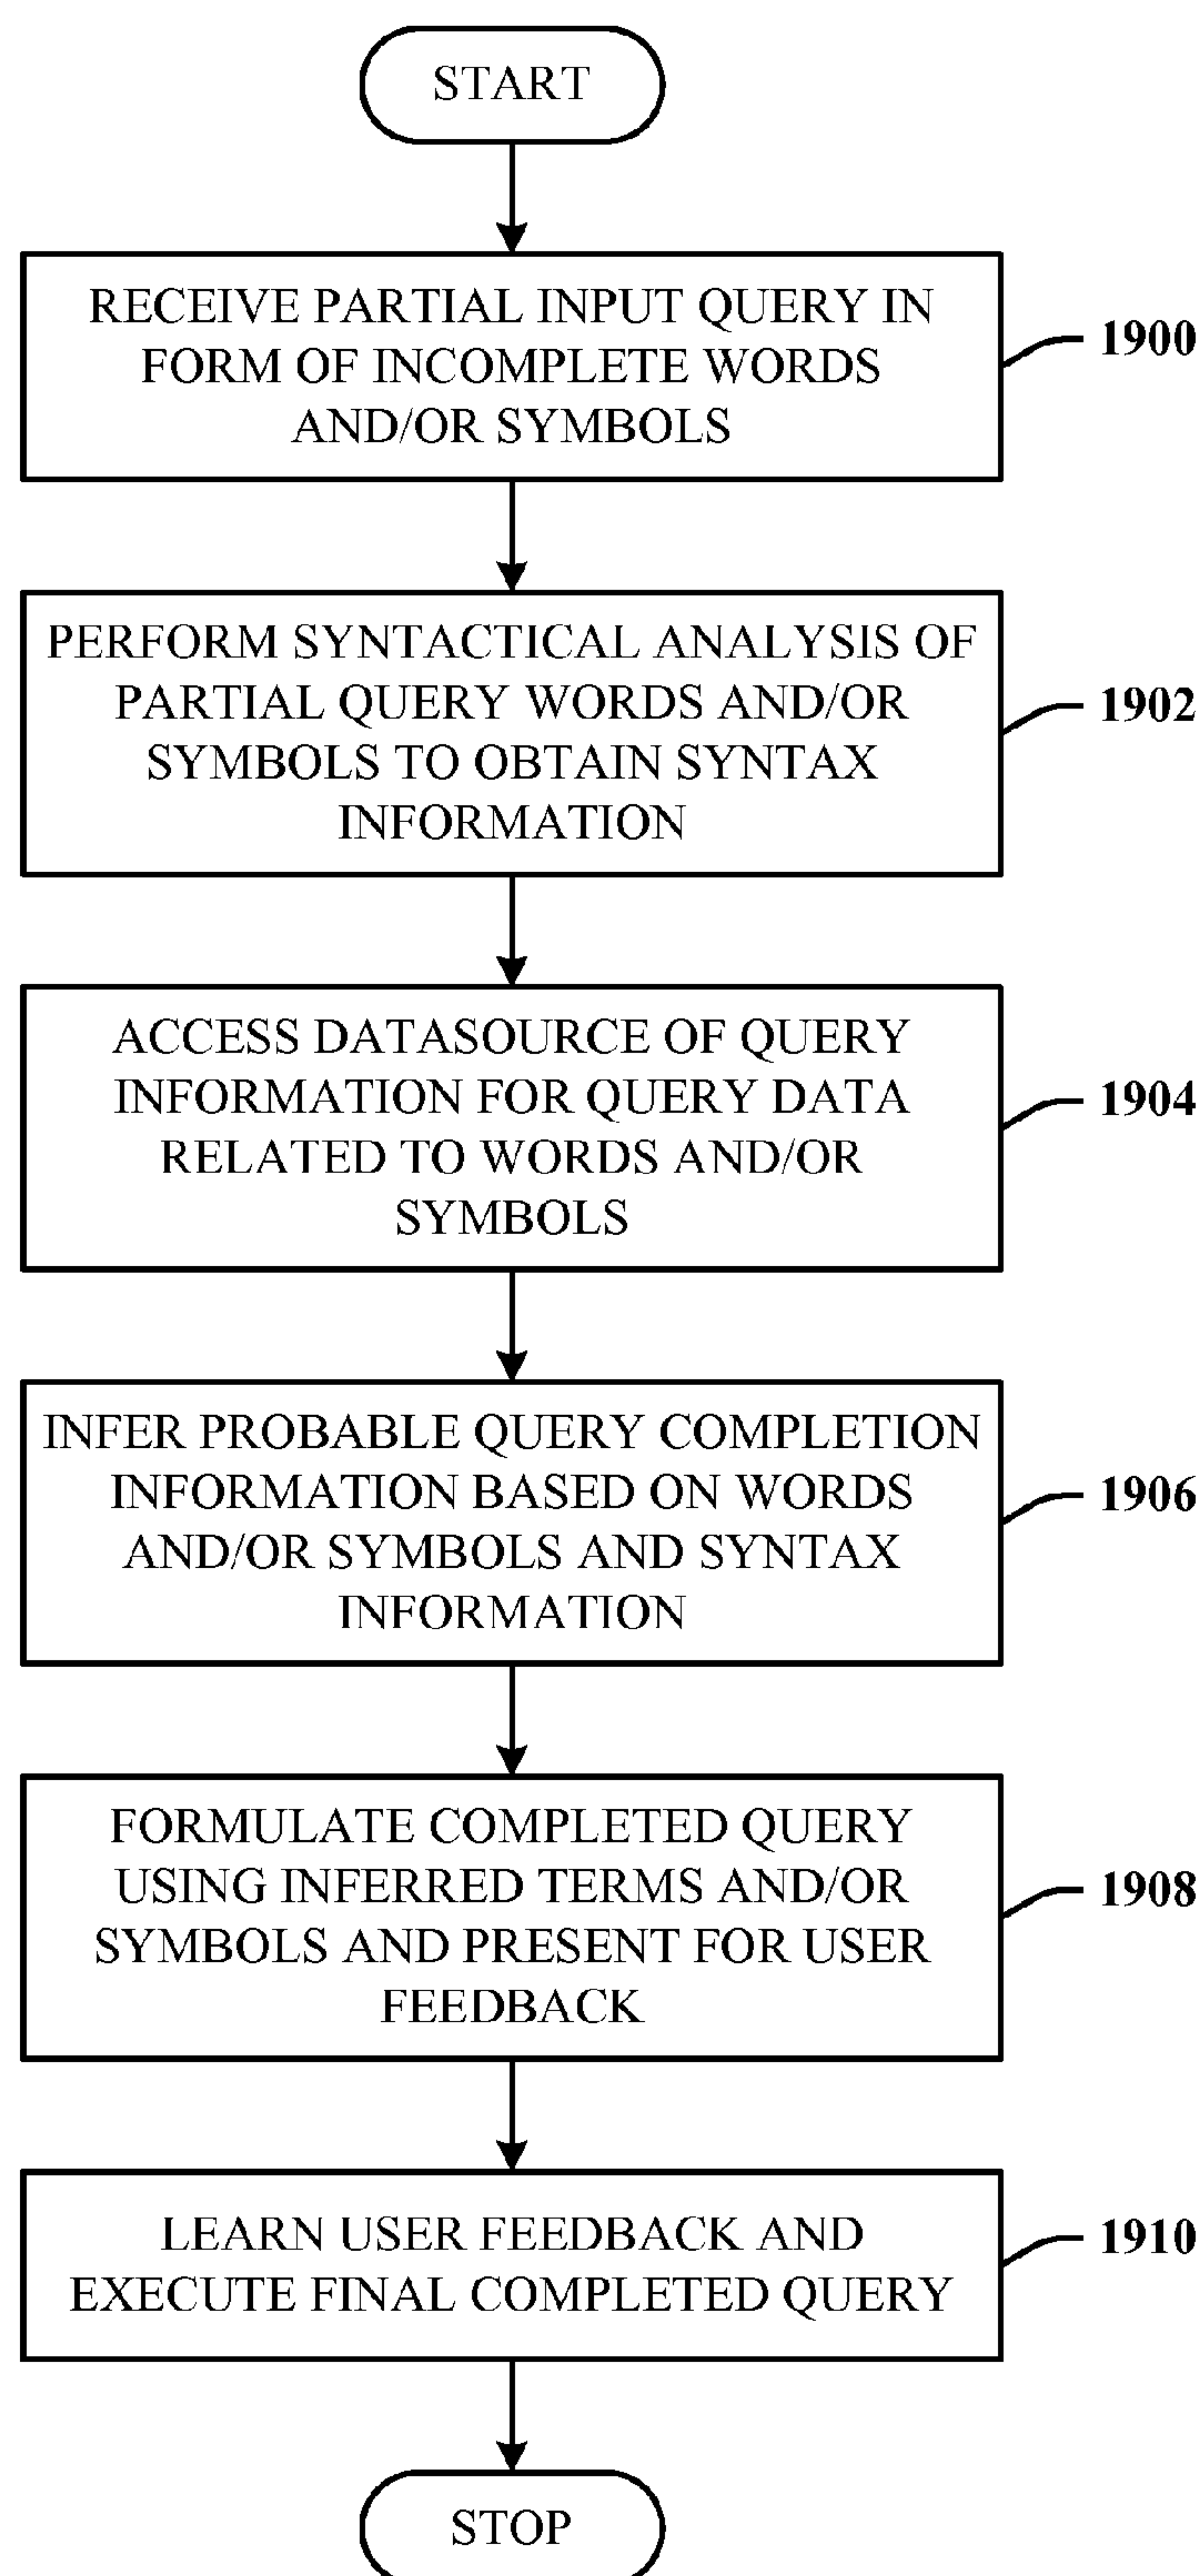 START
RECEIVE PARTIAL INPUT QUERY IN
FORM OF INCOMPLETE WORDS
AND/OR SYMBOLS
1900
PERFORM SYNTACTICAL ANALYSIS OF
PARTIAL QUERY WORDS AND/OR
SYMBOLS TO OBTAIN SYNTAX
INFORMATION
1902
ACCESS DATASOURCE OF QUERY
INFORMATION FOR QUERY DATA
RELATED TO WORDS AND/OR
SYMBOLS
1904
INFER PROBABLE QUERY COMPLETION
INFORMATION BASED ON WORDS
AND/OR SYMBOLS AND SYNTAX
INFORMATION
1906
FORMULATE COMPLETED QUERY
USING INFERRED TERMS AND/OR
SYMBOLS AND PRESENT FOR USER
FEEDBACK
1908
LEARN USER FEEDBACK AND
EXECUTE FINAL COMPLETED QUERY
1910
STOP